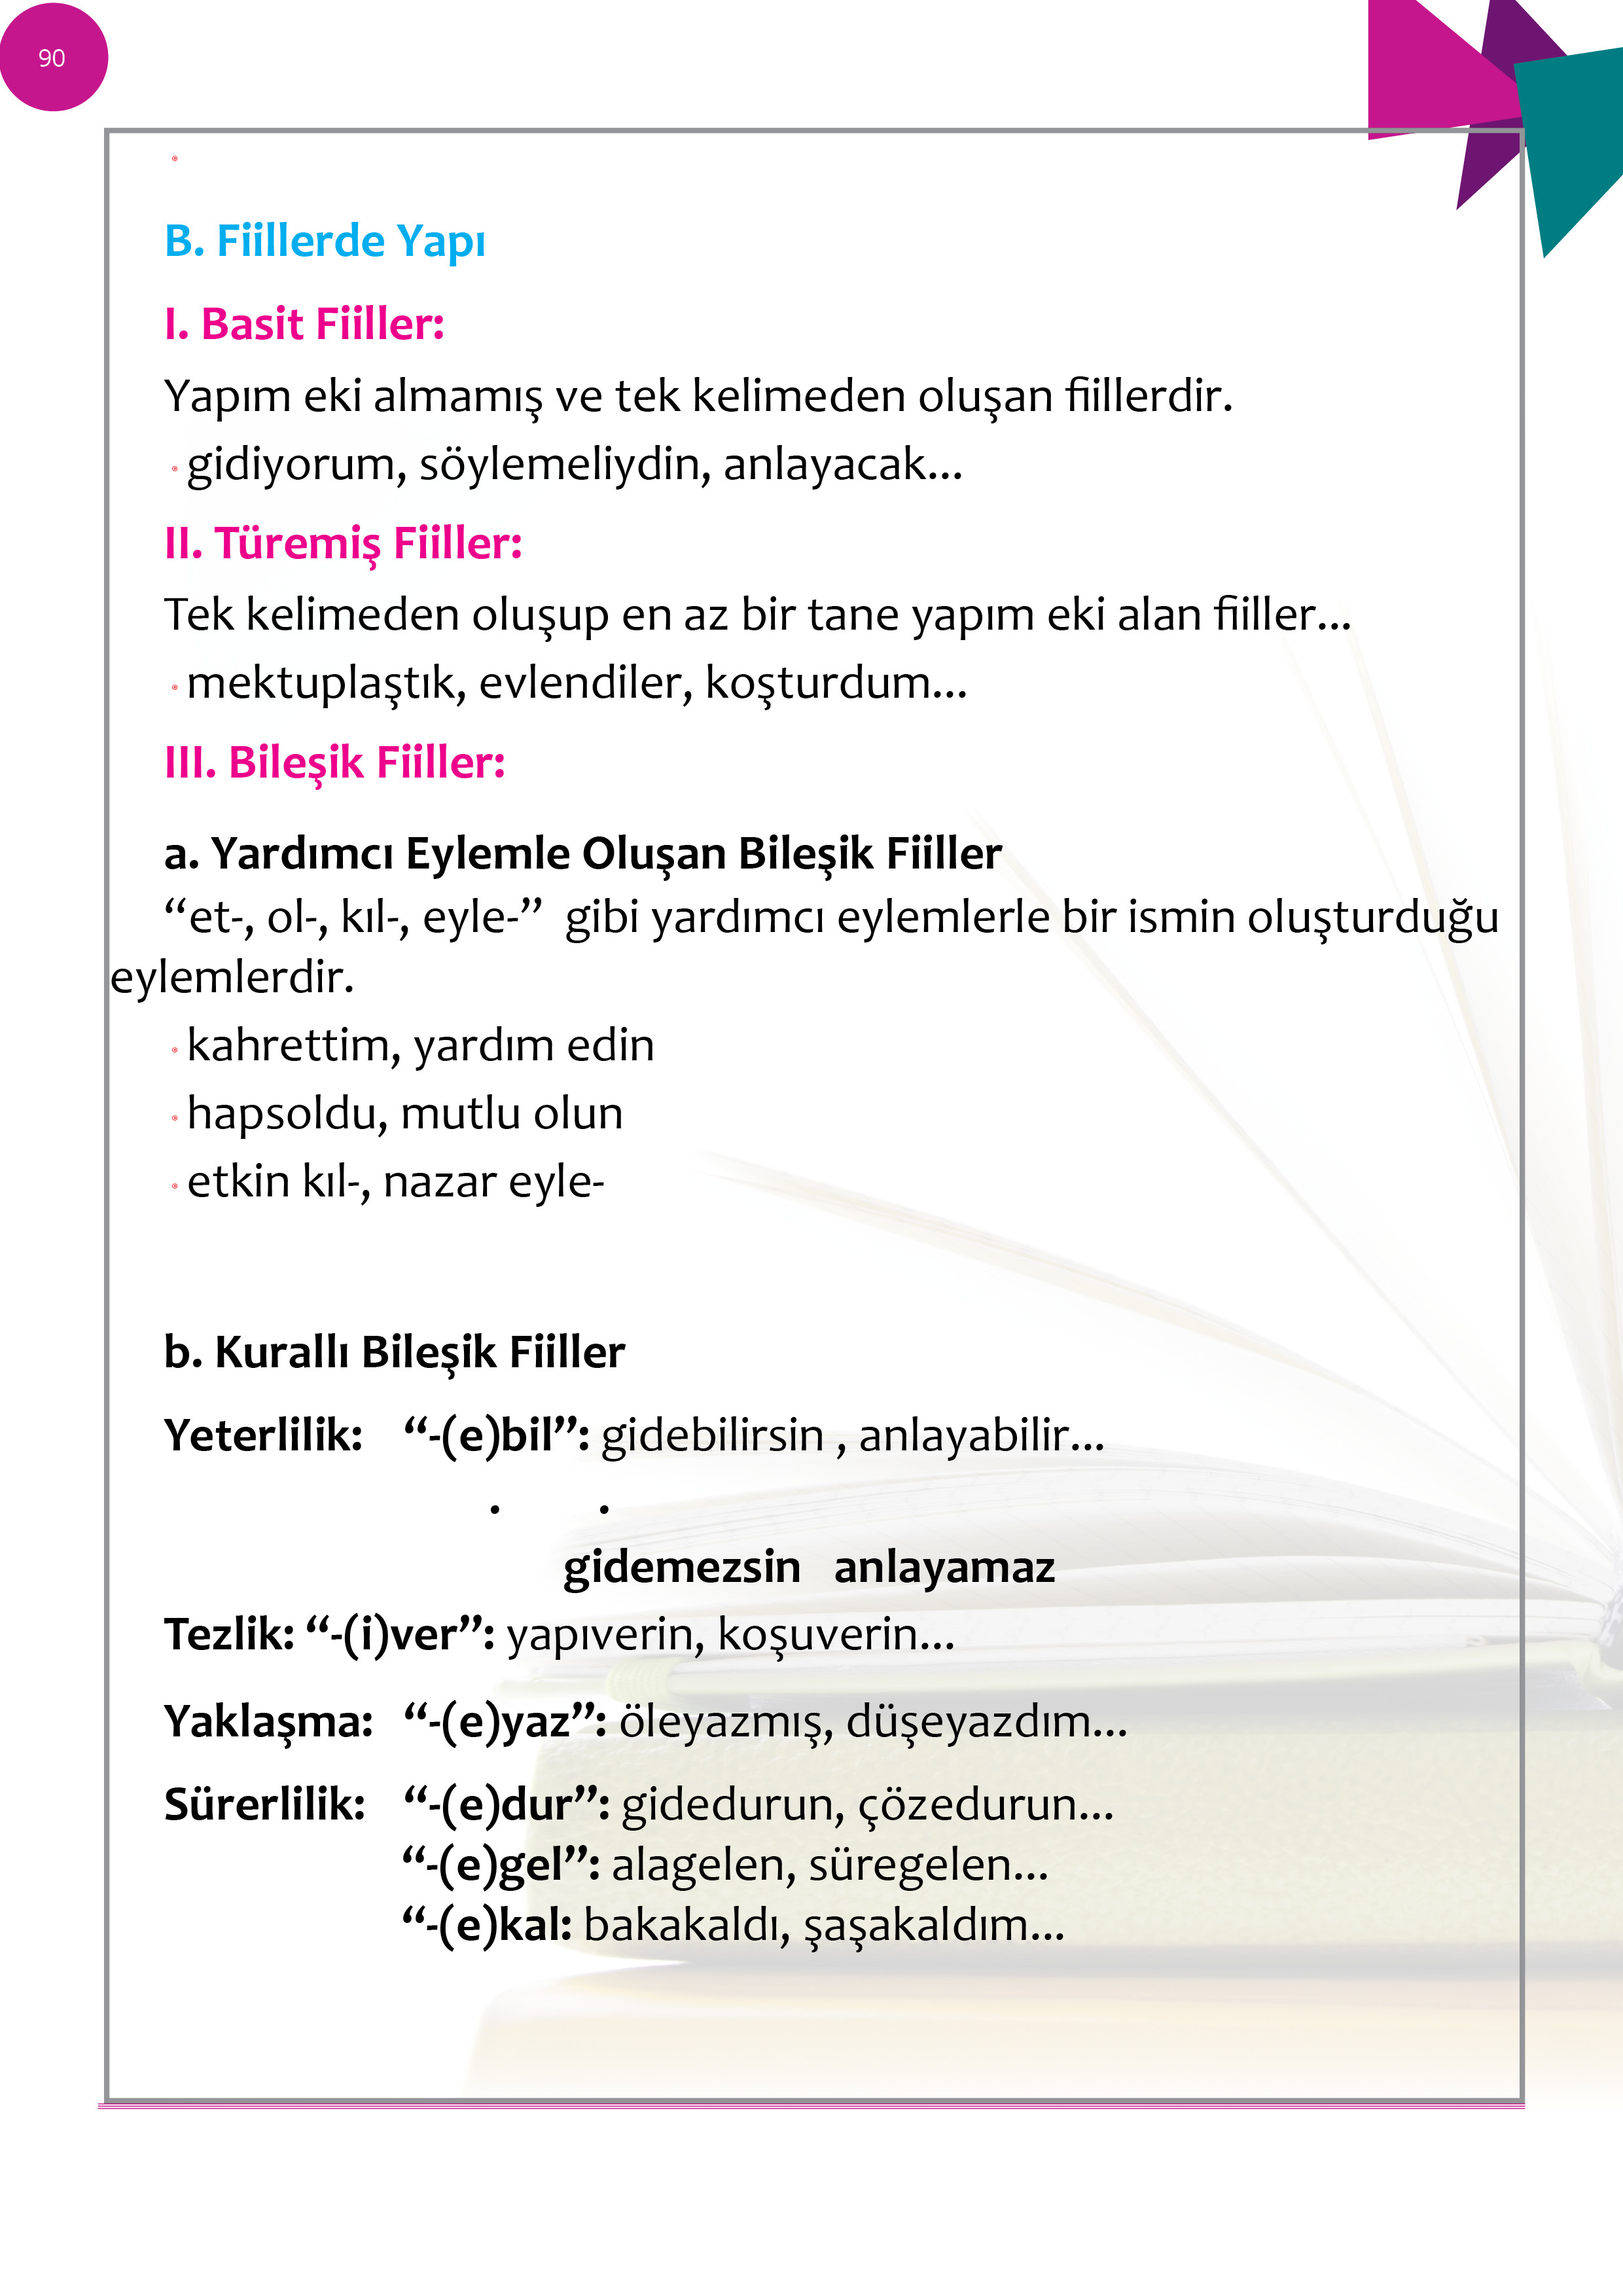 90
B. Fiillerde Yapı
I. Basit Fiiller:
Yapım eki almamış ve tek kelimeden oluşan fiillerdir.
gidiyorum, söylemeliydin, anlayacak...
II. Türemiş Fiiller:
Tek kelimeden oluşup en az bir tane yapım eki alan fiiller...
mektuplaştık, evlendiler, koşturdum...
III. Bileşik Fiiller:
a. Yardımcı Eylemle Oluşan Bileşik Fiiller
“et-, ol-, kıl-, eyle-” gibi yardımcı eylemlerle bir ismin oluşturduğu
eylemlerdir.
kahrettim, yardım edin
hapsoldu, mutlu olun
etkin kıl-, nazar eyle-
b. Kurallı Bileşik Fiiller
Yeterlilik: “-(e)bil”: gidebilirsin , anlayabilir...
. .
gidemezsin anlayamaz
Tezlik: “-(i)ver”: yapıverin, koşuverin...
Yaklaşma: “-(e)yaz”: öleyazmış, düşeyazdım...
Sürerlilik: “-(e)dur”: gidedurun, çözedurun...
“-(e)gel”: alagelen, süregelen...
“-(e)kal: bakakaldı, şaşakaldım...